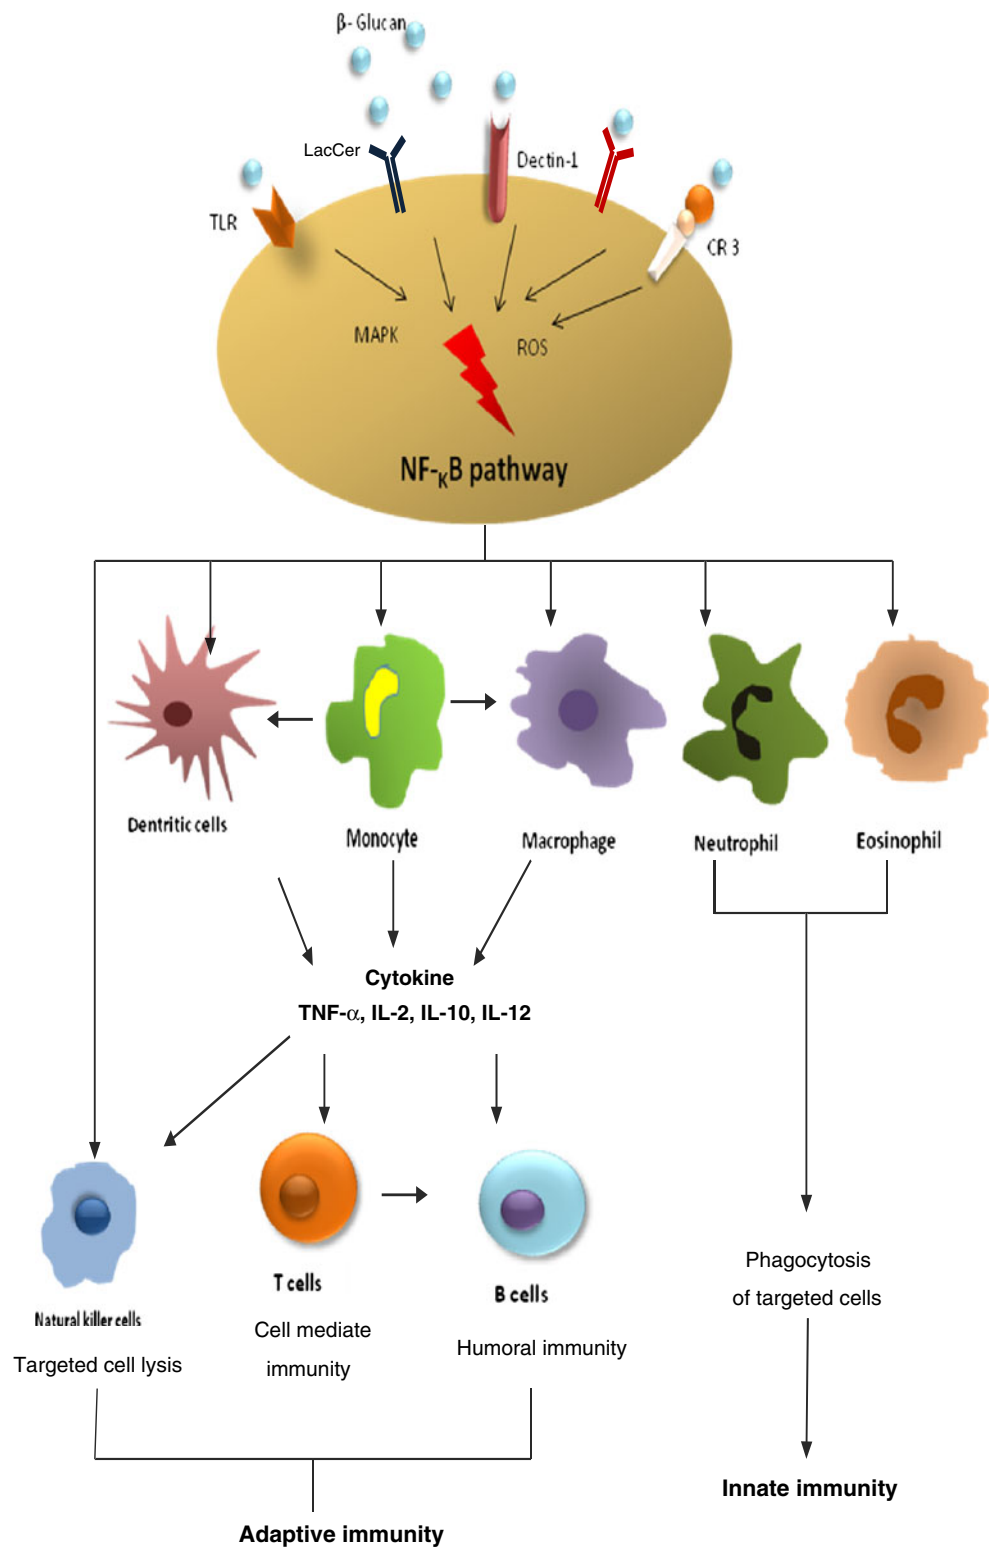 β- Glucan
LacCer
Dectin-1
TLR
CR 3
MAPK
ROS
NF-κB pathway
Dentritic cells
Monocyte
Macrophage
Neutrophil
Eosinophil
Cytokine
TNF-α, IL-2, IL-10, IL-12
Natural killer cells
Targeted cell lysis
T cells
Cell mediate
immunity
B cells
Humoral immunity
Phagocytosis
of targeted cells
Innate immunity
Adaptive immunity